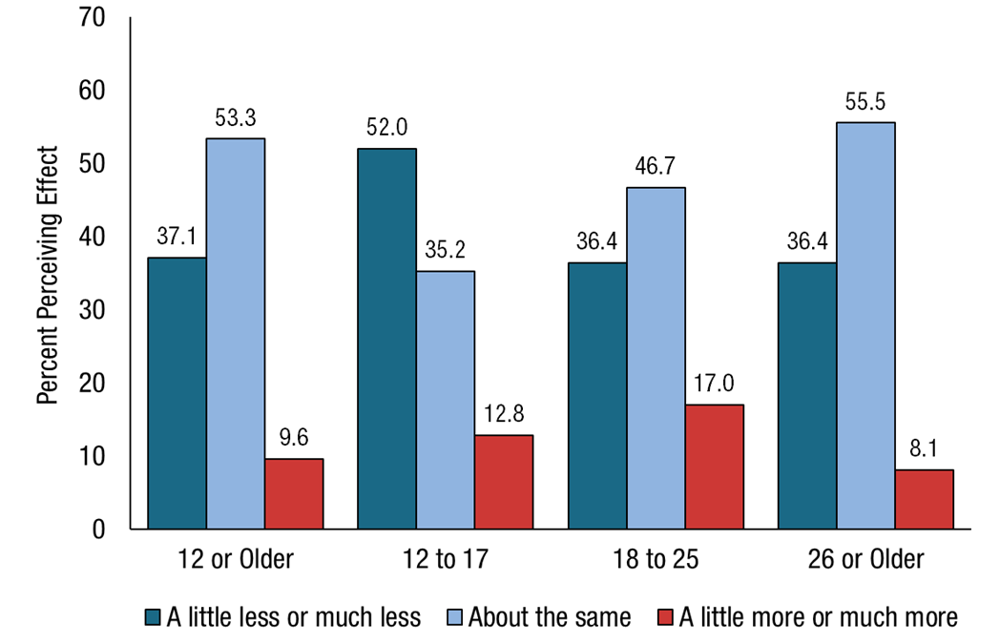 Percent Perceiving Effect
70
60
50
40
30
20
10
0
37.1
53.3
9.6
52.0
35.2
12.8
36.4
46.7
17.0
36.4
55.5
8.1
12 or Older
12 to 17
18 to 25
26 or Older
A little less or much less
About the same
A little more or much more